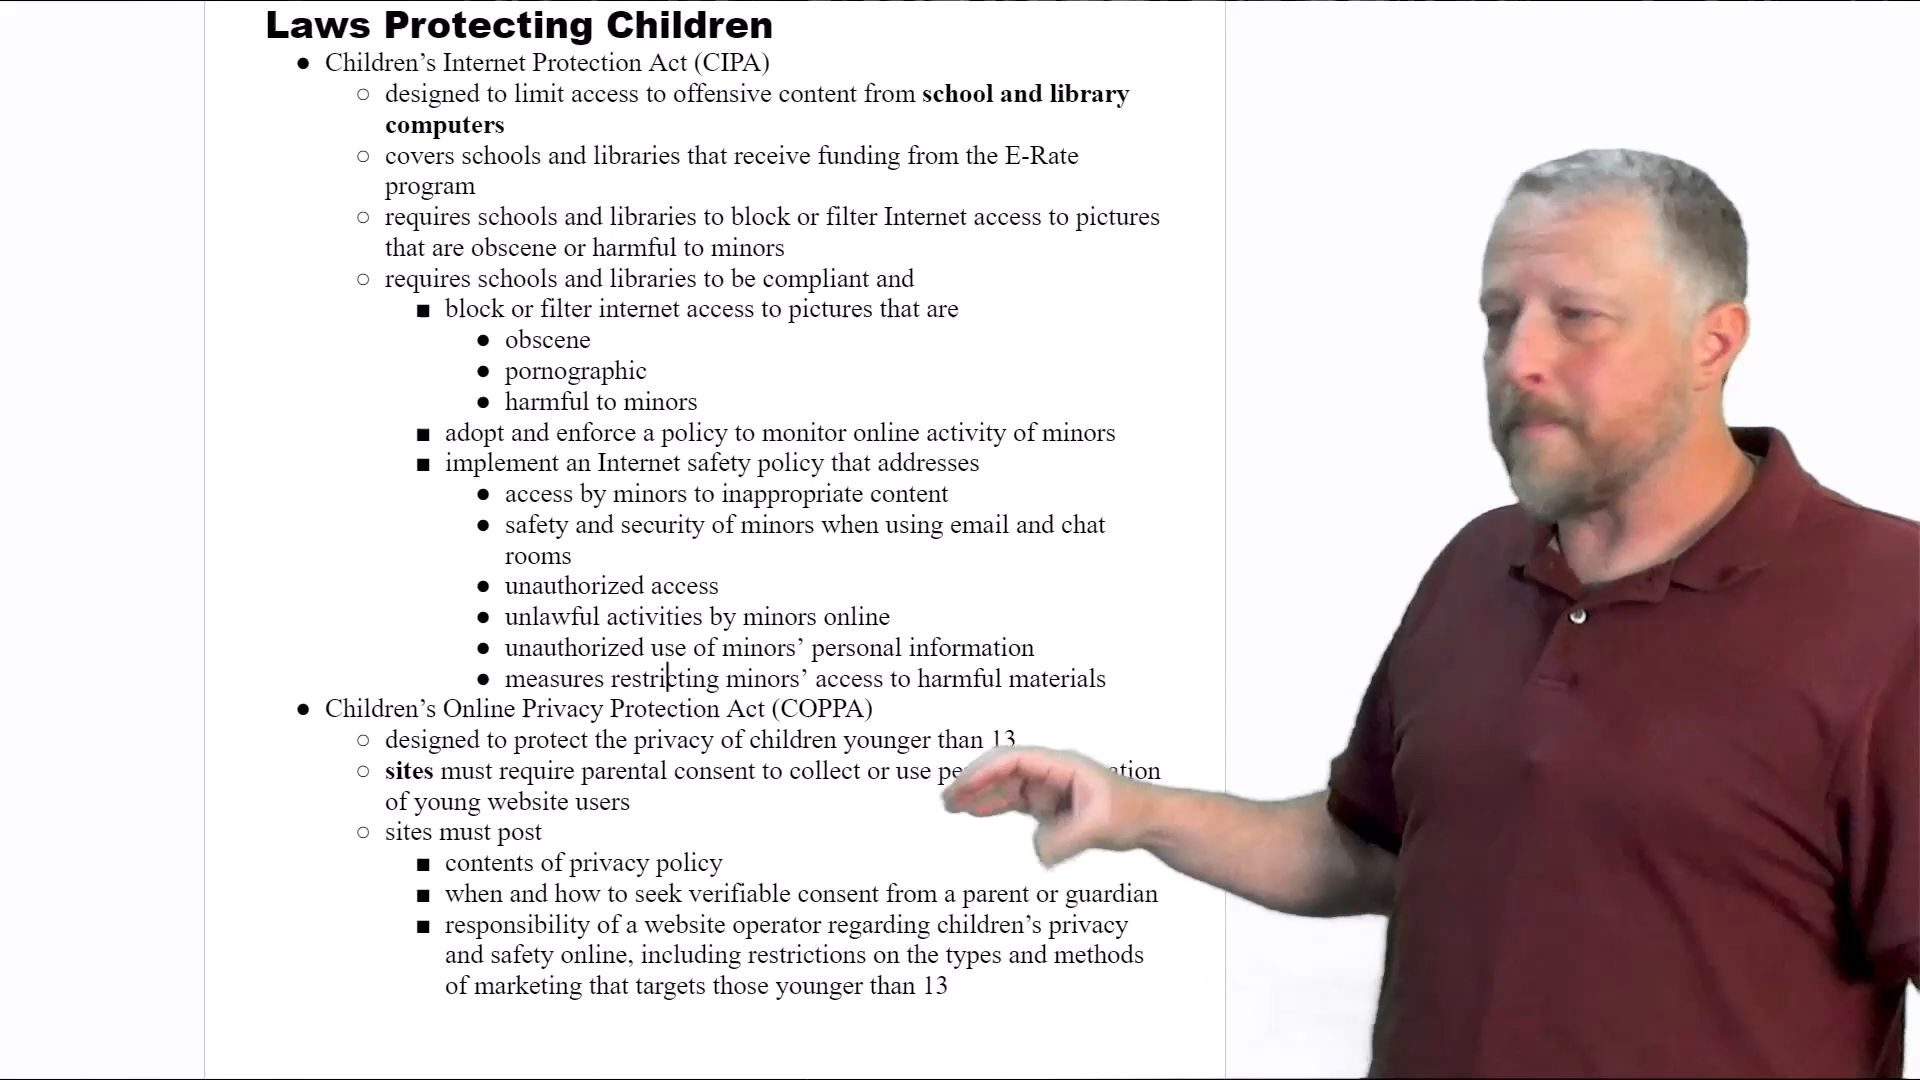 Laws Protecting Children
● Children’s Internet Protection Act (CIPA)
○ designed to limit access to offensive content from school and library
computers
○ covers schools and libraries that receive funding from the E-Rate
program
○ requires schools and libraries to block or filter Internet access to pictures
that are obscene or harmful to minors
○ requires schools and libraries to be compliant and
■ block or filter internet access to pictures that are
● obscene
● pornographic
● harmful to minors
■ adopt and enforce a policy to monitor online activity of minors
■ implement an Internet safety policy that addresses
● access by minors to inappropriate content
● safety and security of minors when using email and chat
rooms
● unauthorized access
● unlawful activities by minors online
● unauthorized use of minors’ personal information
● measures restricting minors’ access to harmful materials
● Children’s Online Privacy Protection Act (COPPA)
○ designed to protect the privacy of children younger than 13
○ sites must require parental consent to collect or use
of young website users
○ sites must post
■ contents of privacy policy
■ when and how to seek verifiable consent from a parent or guardian
■ responsibility of a website operator regarding children’s privacy
and safety online, including restrictions on the types and methods
of marketing that targets those younger than 13